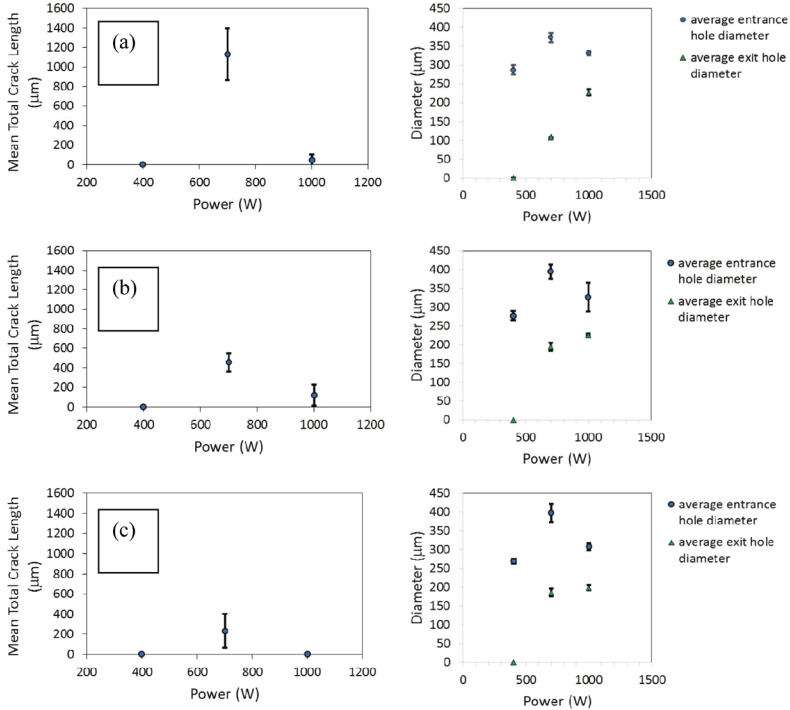 Mean Total Crack Length
(μm)
1600
1400
1200
1000
800
600
400
200
0
(a)
200
400
600
800
1000
1200
Power (W)
Diameter (μm)
450
400
350
300
250
200
150
100
50
0
0
500
1000
1500
Power (W)
average entrance
hole diameter
average exit hole
diameter
Mean Total Crack Length
(μm)
1600
1400
1200
1000
800
600
400
200
0
(b)
200
400
600
800
1000
1200
Power (W)
Diameter (μm)
450
400
350
300
250
200
150
100
50
0
0
500
1000
1500
Power (W)
average entrance
hole diameter
average exit hole
diameter
Mean Total Crack Length
(μm)
1600
1400
1200
1000
800
600
400
200
0
(c)
200
400
600
800
1000
1200
Power (W)
Diameter (μm)
450
400
350
300
250
200
150
100
50
0
0
500
1000
1500
Power (W)
average entrance
hole diameter
average exit hole
diameter